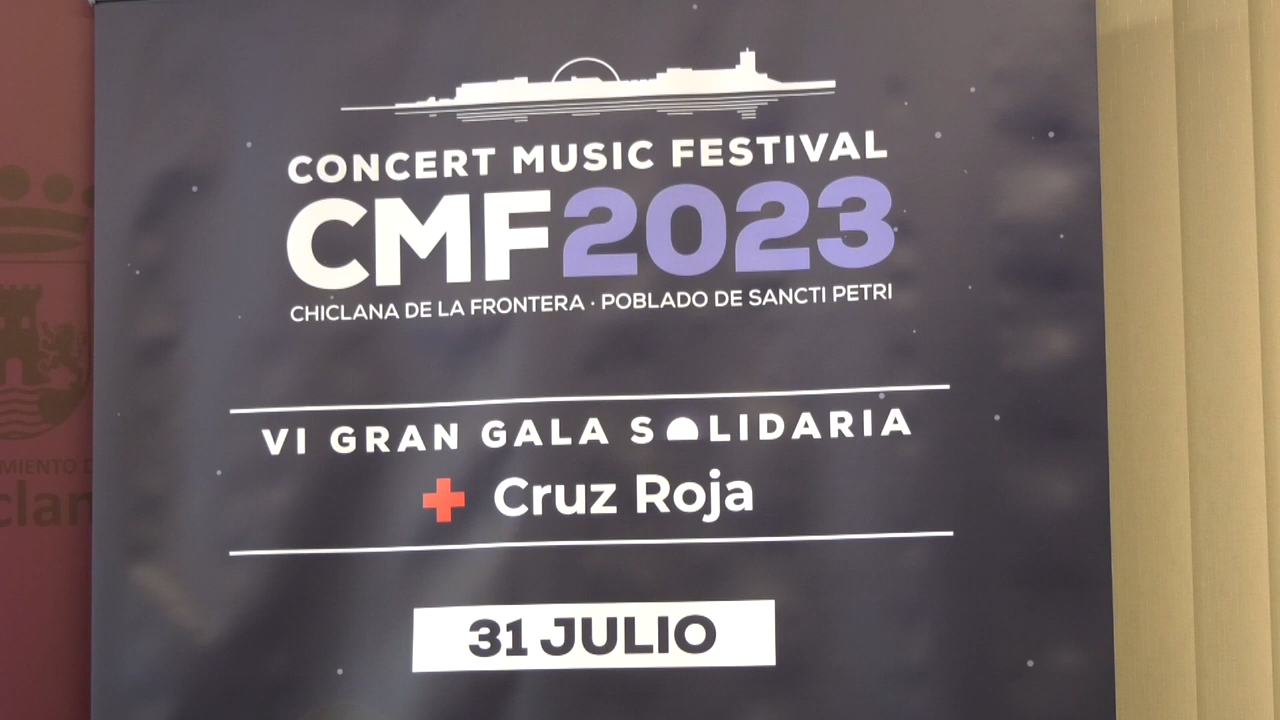 CONCERT MUSIC FESTIVAL
CMF2023
CHICLANA DE LA FRONTERA · POBLADO DE SANCTI PETRI
VI GRAN GALA SOLIDARIA
Cruz Roja
31 JULIO